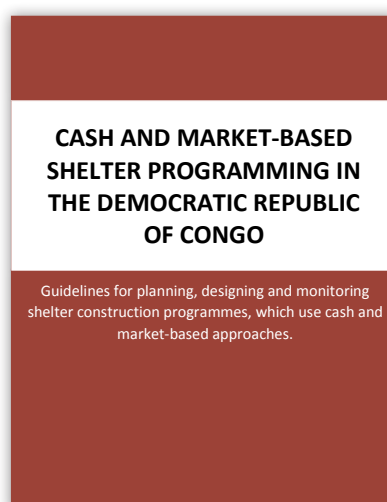 CASH AND MARKET-BASED
SHELTER PROGRAMMING IN
THE DEMOCRATIC REPUBLIC
OF CONGO
Guidelines for planning, designing and monitoring
shelter construction programmes, which use cash and
market-based approaches.